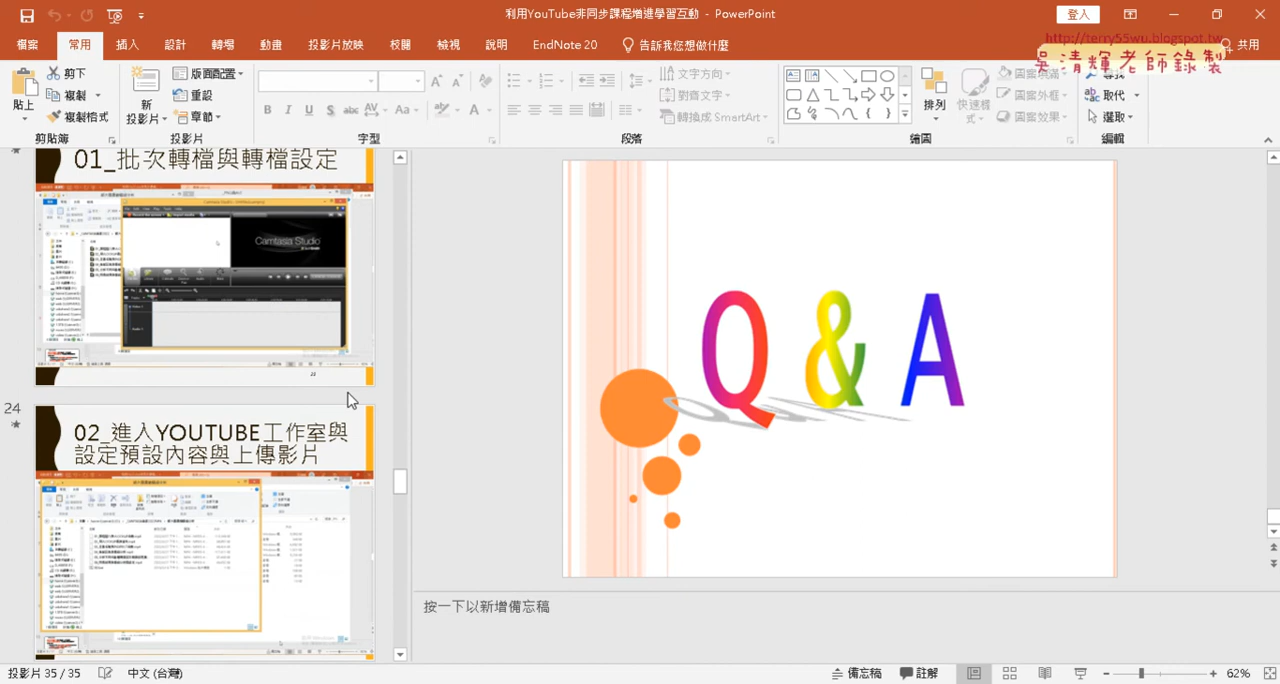 利用YouTube非同步課程增進學習互動 - PowerPoint
登入
http://terry55wu.blogspot.tw
吳清輝老師錄製
檔案 常用 插入 設計 轉場 動畫 投影片放映 校閱 檢視 說明 EndNote 20 告訴我您想做什麼 共用
貼上
剪下
複製
複製格式
剪貼簿
新
投影片
版面配置
重設
章節
投影片
B I U S abc AV Aa A
字型
文字方向
對齊文字
轉換成 SmartArt
段落
排列
快速樣
式
圖案填滿
圖案外框
圖案效果
繪圖
尋找
取代
選取
編輯
01_批次轉檔與轉檔設定
Camtasia Studio
22
24
02_進入YOUTUBE工作室與
設定預設內容與上傳影片
Q & A
按一下以新增備忘稿
投影片 35 / 35
中文 (台灣)
備忘稿
註解
62%